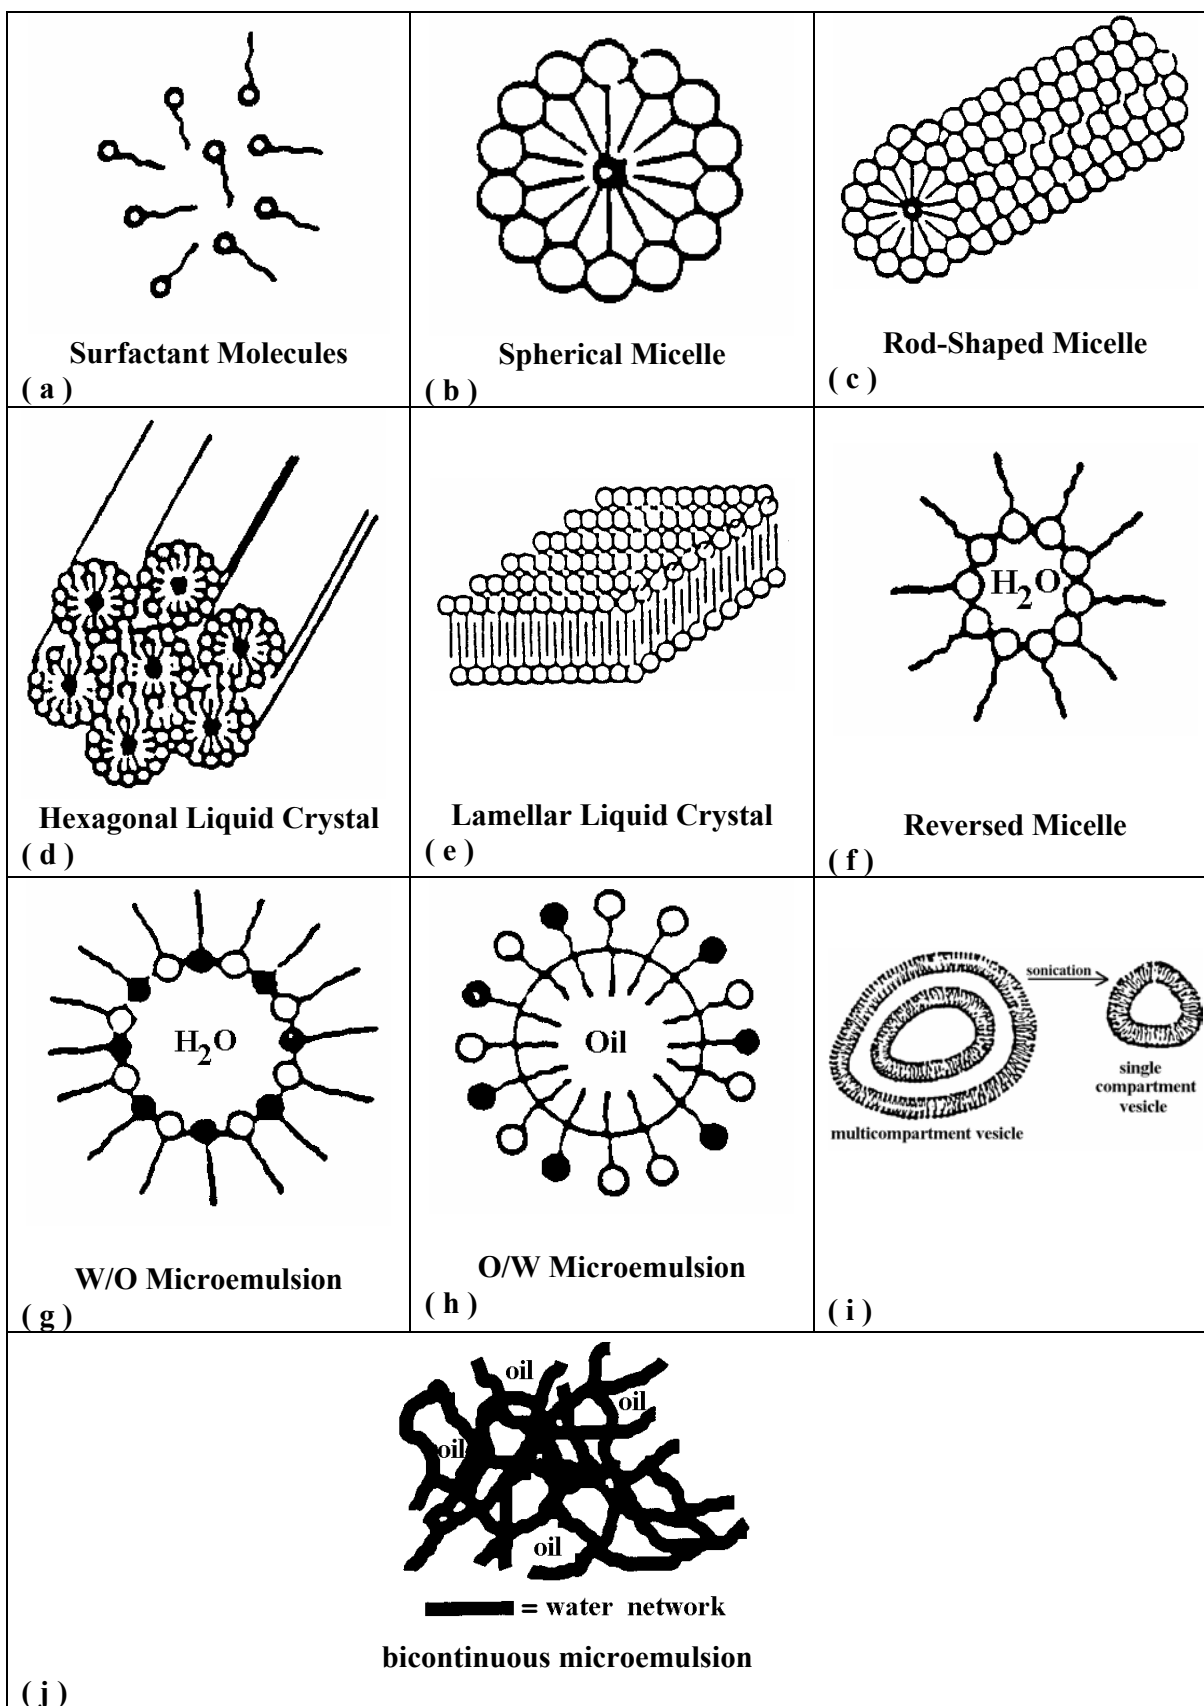 Surfactant Molecules
( a )
Spherical Micelle
( b )
Rod-Shaped Micelle
( c )
Hexagonal Liquid Crystal
( d )
Lamellar Liquid Crystal
( e )
H₂O
Reversed Micelle
( f )
H₂O
W/O Microemulsion
( g )
Oil
O/W Microemulsion
( h )
sonication
single
compartment
vesicle
multicompartment vesicle
( i )
oil
oil
oil
oil
= water network
bicontinuous microemulsion
( j )